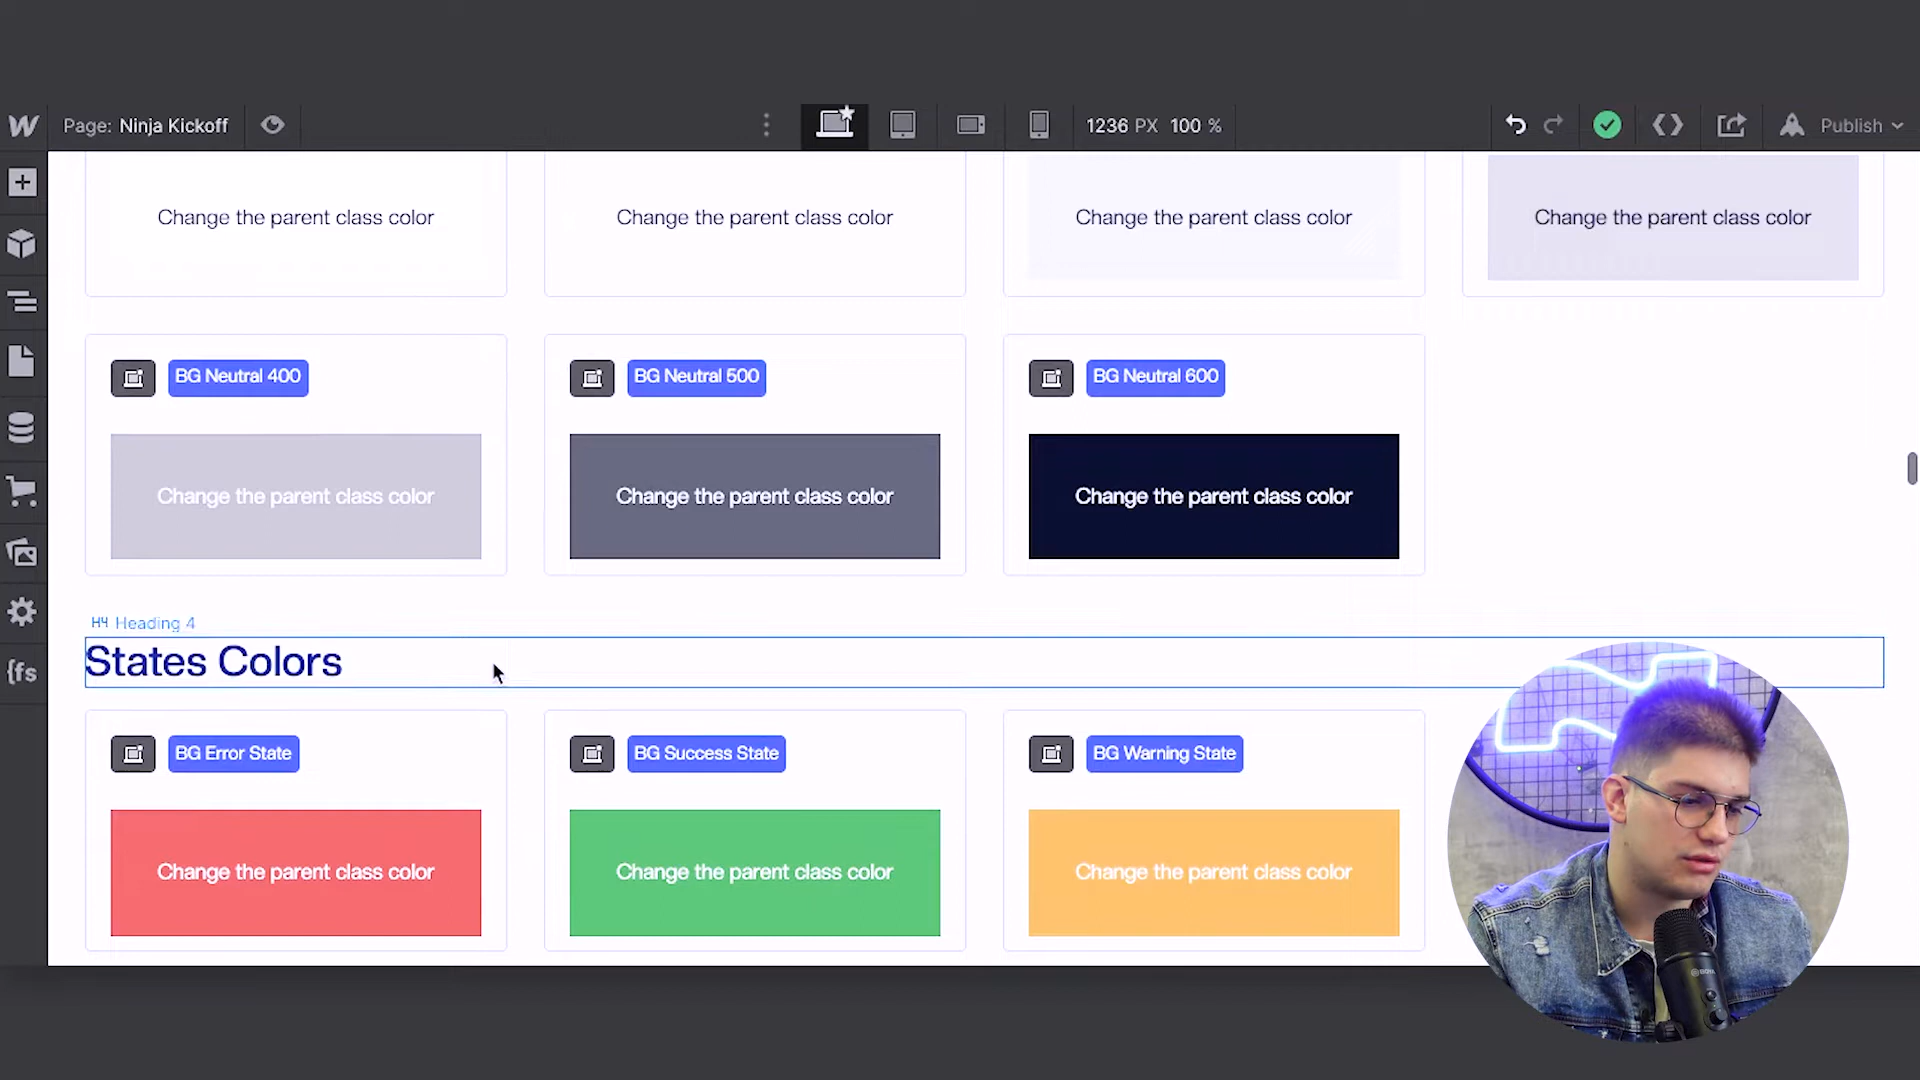 Page: Ninja Kickoff
1236 PX 100 %
Publish
Change the parent class color
Change the parent class color
Change the parent class color
Change the parent class color
BG Neutral 400
BG Neutral 500
BG Neutral 600
Change the parent class color
Change the parent class color
Change the parent class color
H4 Heading 4
States Colors
{fs
BG Error State
BG Success State
BG Warning State
Change the parent class color
Change the parent class color
Change the parent class color
BOYA